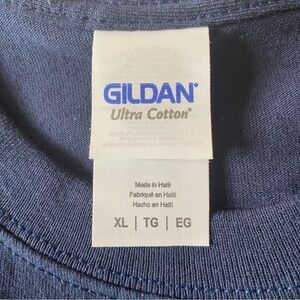 GILDAN®
Ultra Cotton®
Made in Haiti
Fabriqué en Haïti
Hecho en Haití
XL | TG | EG